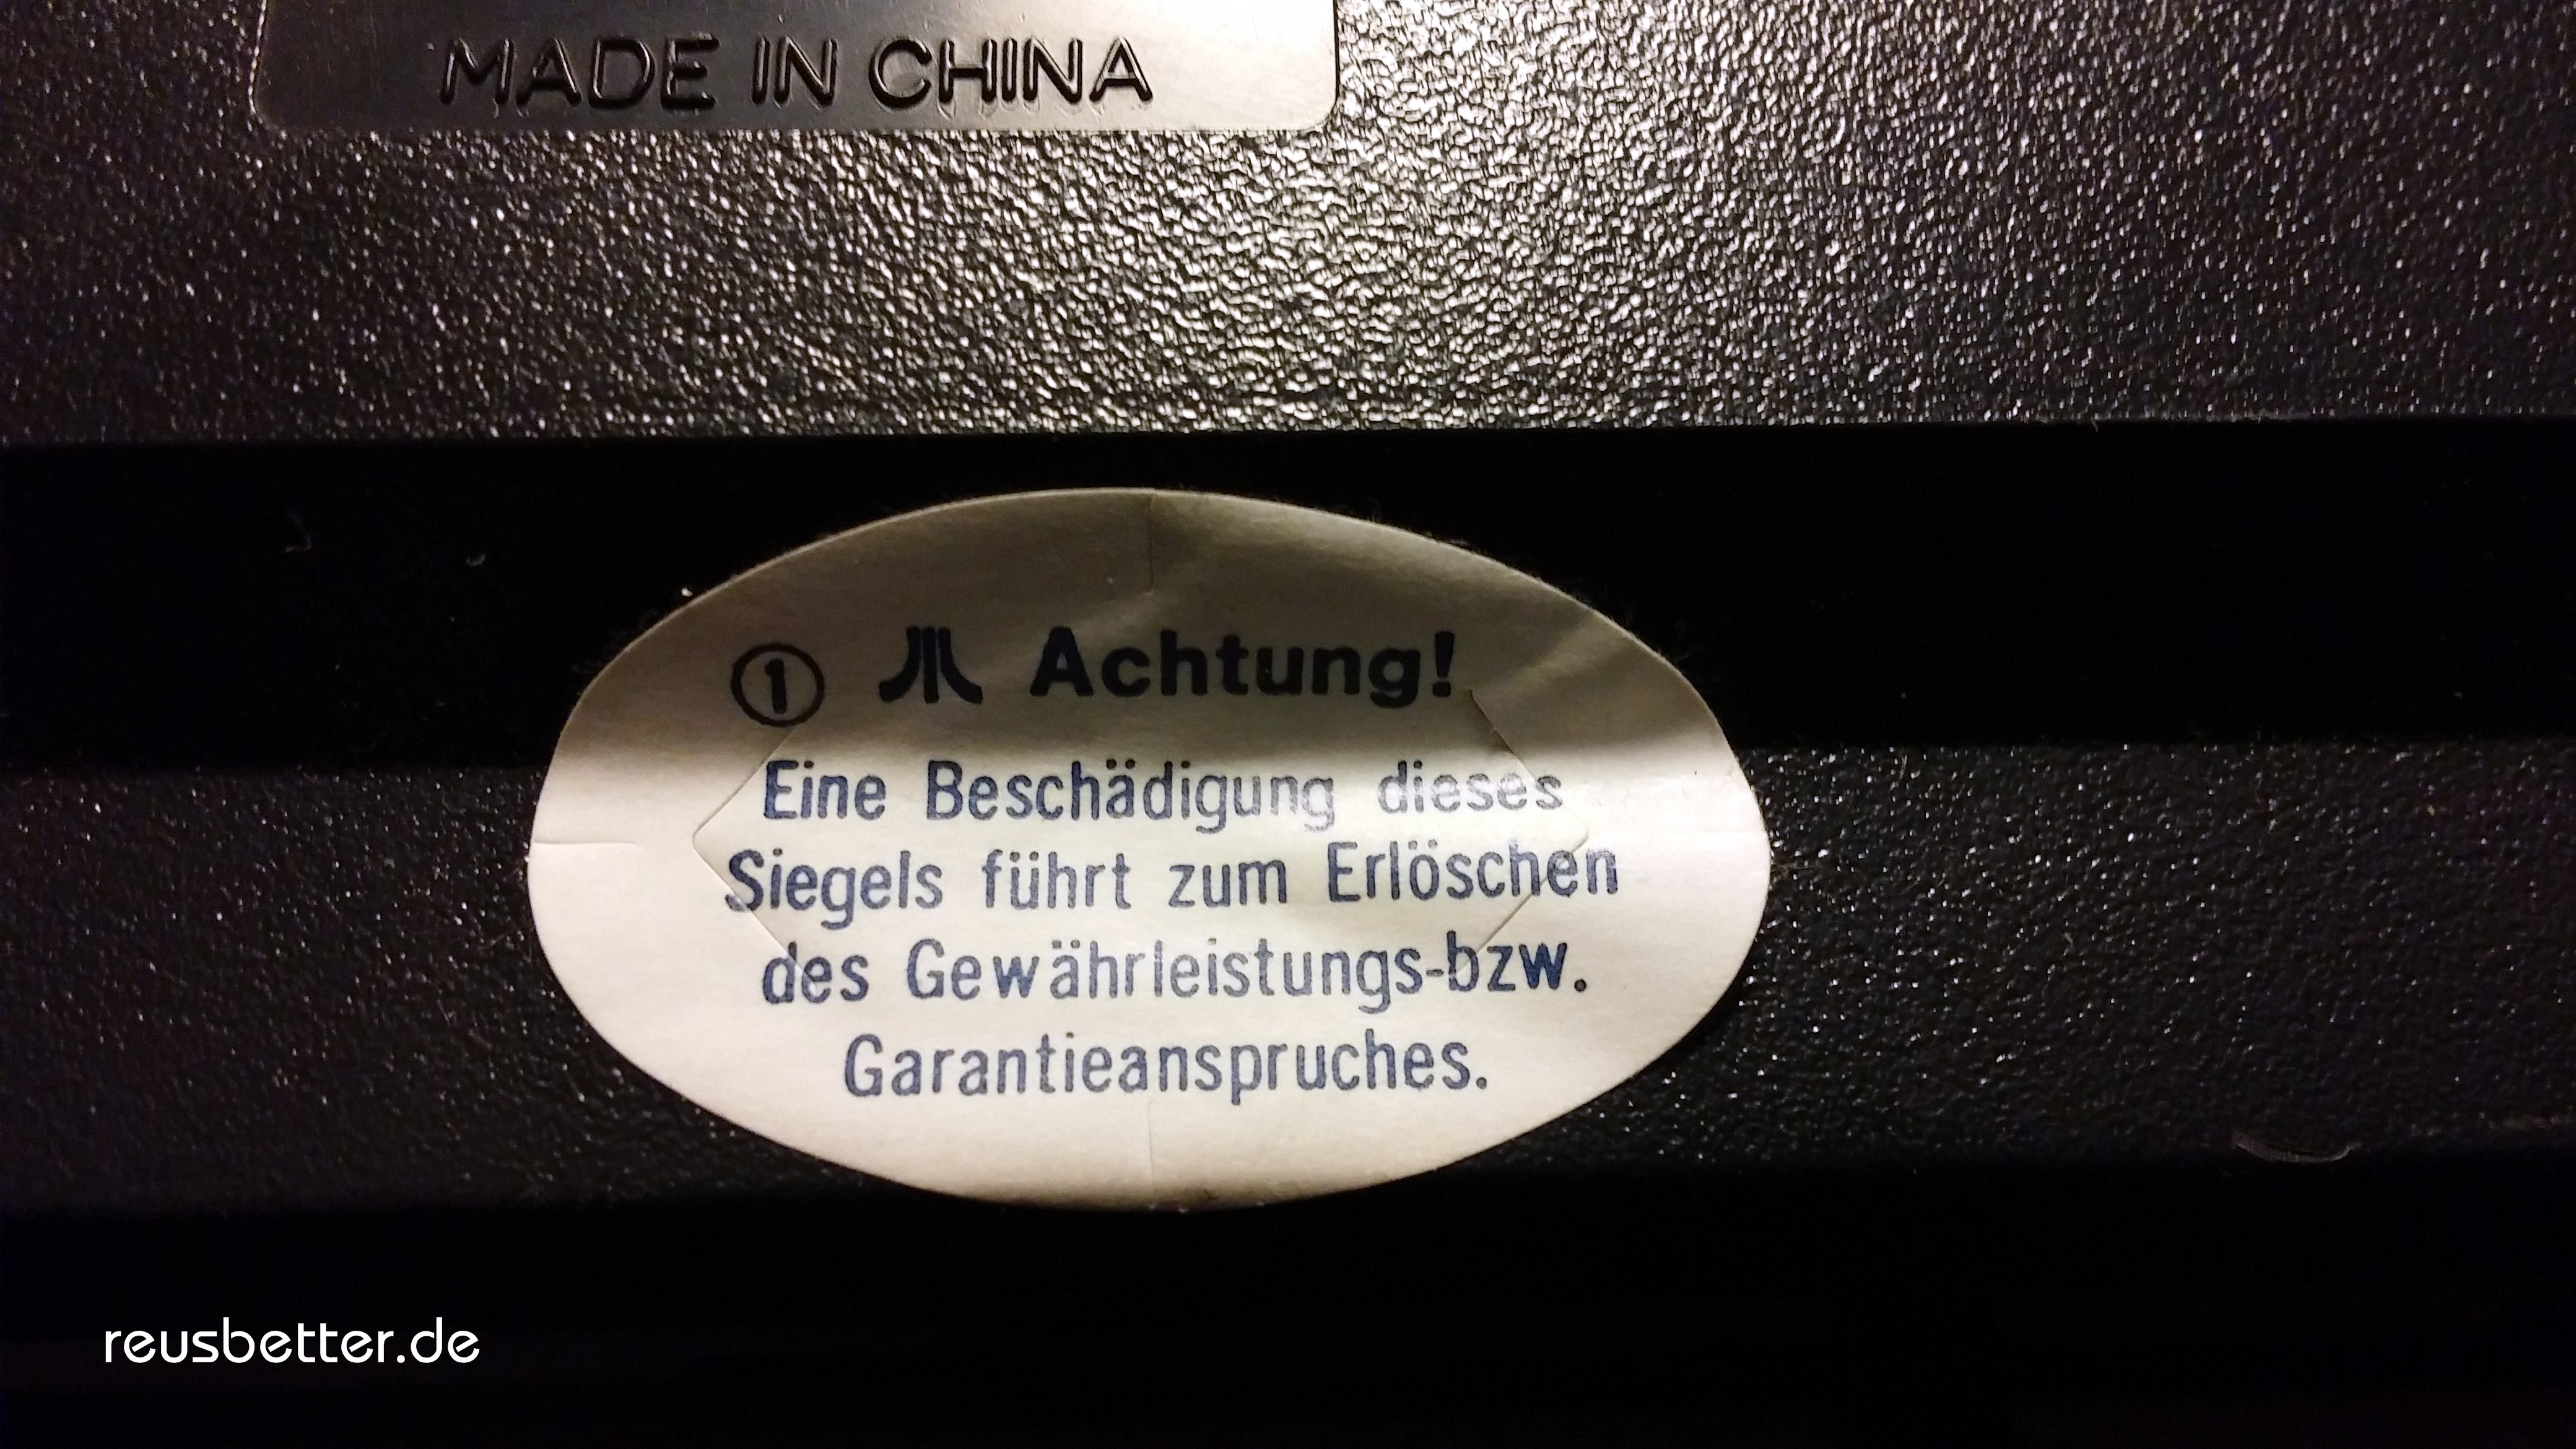 MADE IN CHINA
① Achtung!
Eine Beschädigung dieses
Siegels führt zum Erlöschen
des Gewährleistungs-bzw.
Garantieanspruches.
reusbetter.de